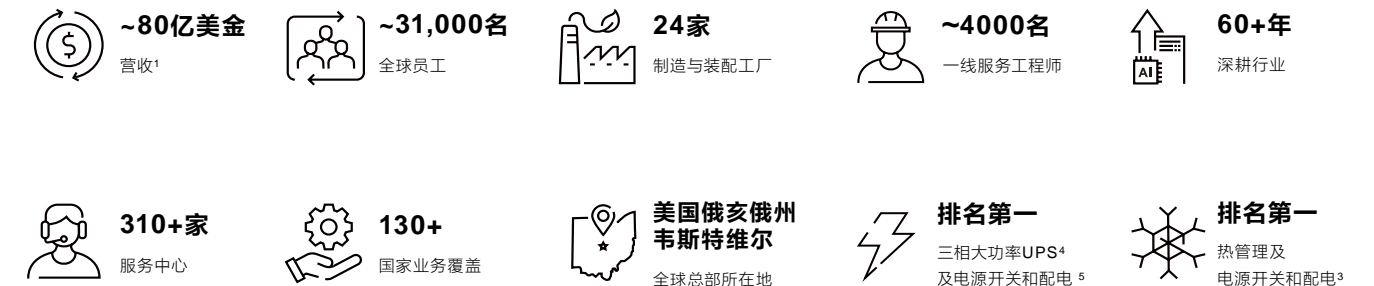 ~80亿美金
营收¹
~31,000名
全球员工
24家
制造与装配工厂
~4000名
一线服务工程师
AI
60+年
深耕行业
310+家
服务中心
130+
国家业务覆盖
美国俄亥俄州
韦斯特维尔
全球总部所在地
排名第一
三相大功率UPS⁴
及电源开关和配电 ⁵
排名第一
热管理及
电源开关和配电³